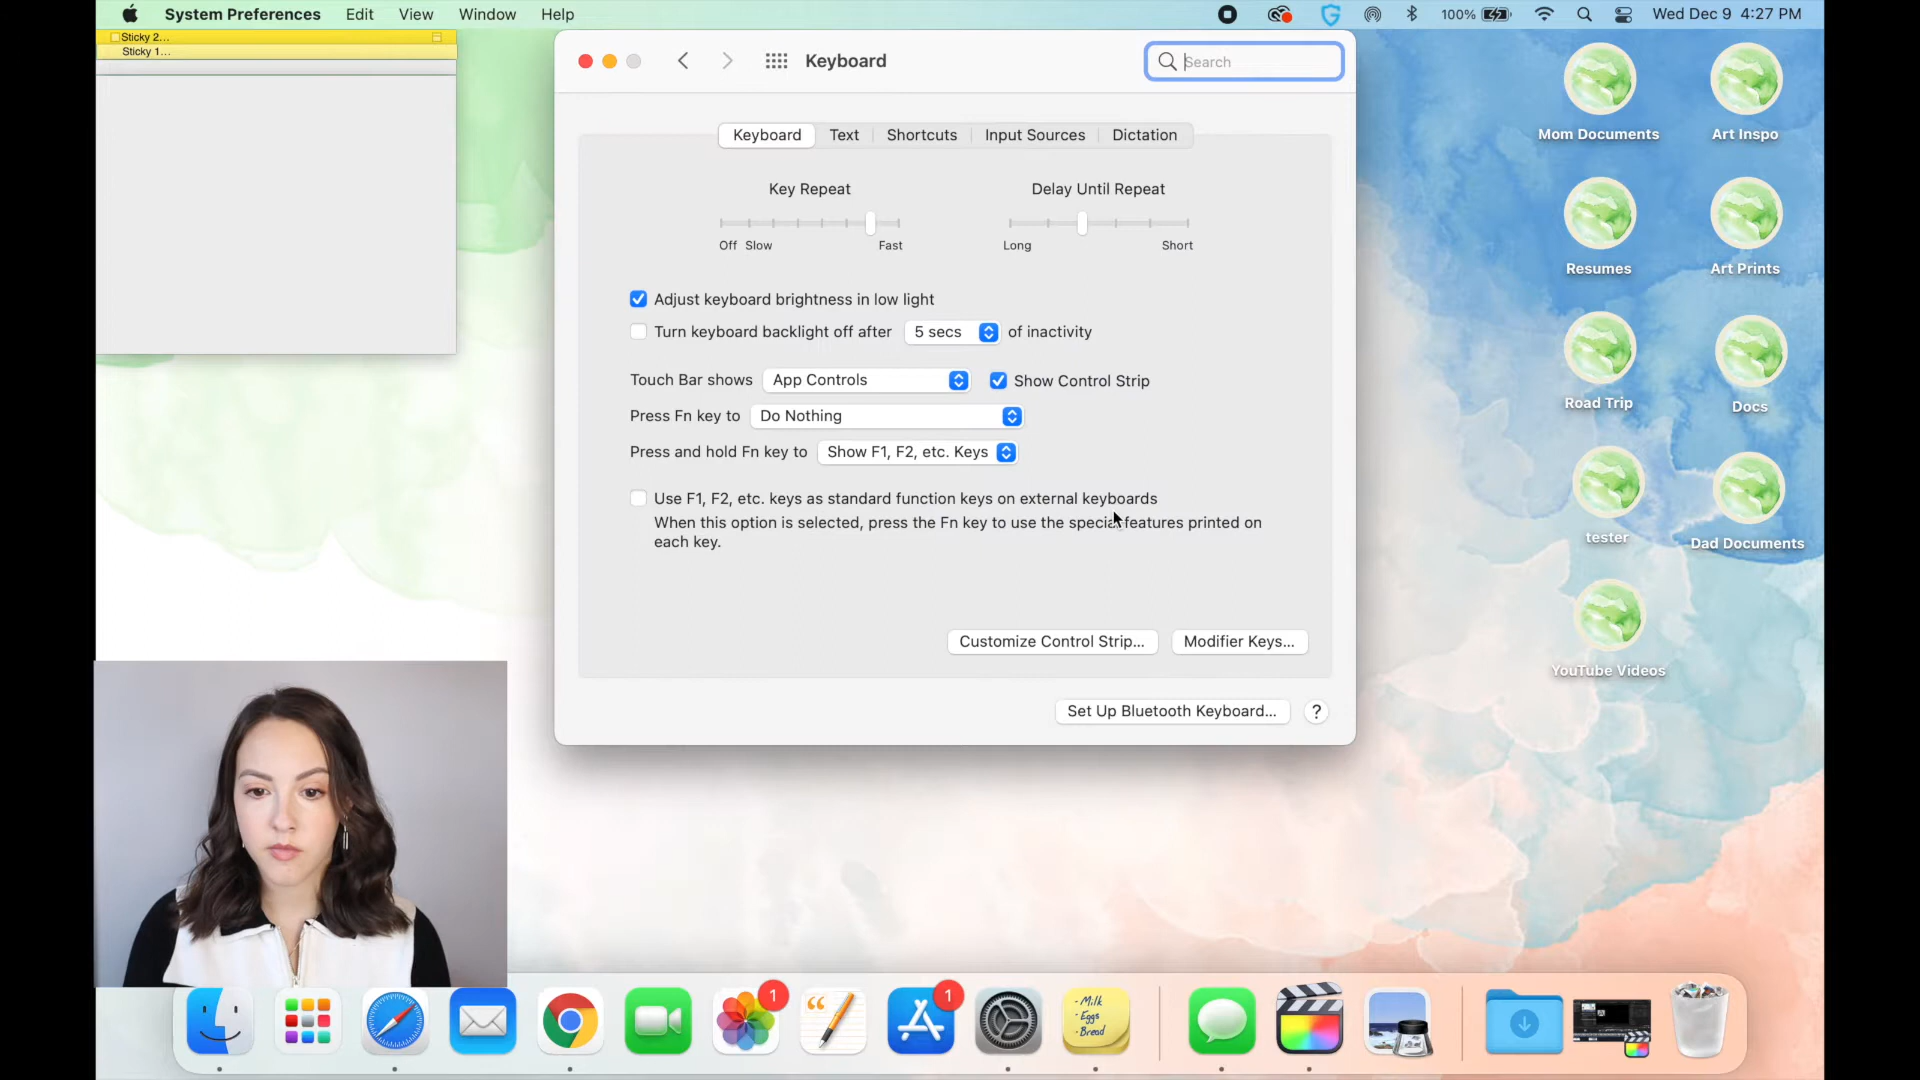 System Preferences Edit View Window Help
100% Wed Dec 9 4:27 PM
Sticky 2...
Sticky 1...
Keyboard
Search
Keyboard Text Shortcuts Input Sources Dictation
Key Repeat Delay Until Repeat
Off Slow Fast Long Short
Adjust keyboard brightness in low light
Turn keyboard backlight off after 5 secs of inactivity
Touch Bar shows App Controls Show Control Strip
Press Fn key to Do Nothing
Press and hold Fn key to Show F1, F2, etc. Keys
Use F1, F2, etc. keys as standard function keys on external keyboards
When this option is selected, press the Fn key to use the special features printed on
each key.
Customize Control Strip... Modifier Keys...
Set Up Bluetooth Keyboard... ?
Mom Documents Art Inspo
Resumes Art Prints
Road Trip Docs
tester Dad Documents
YouTube Videos
1 1
- Milk
- Eggs
- Bread